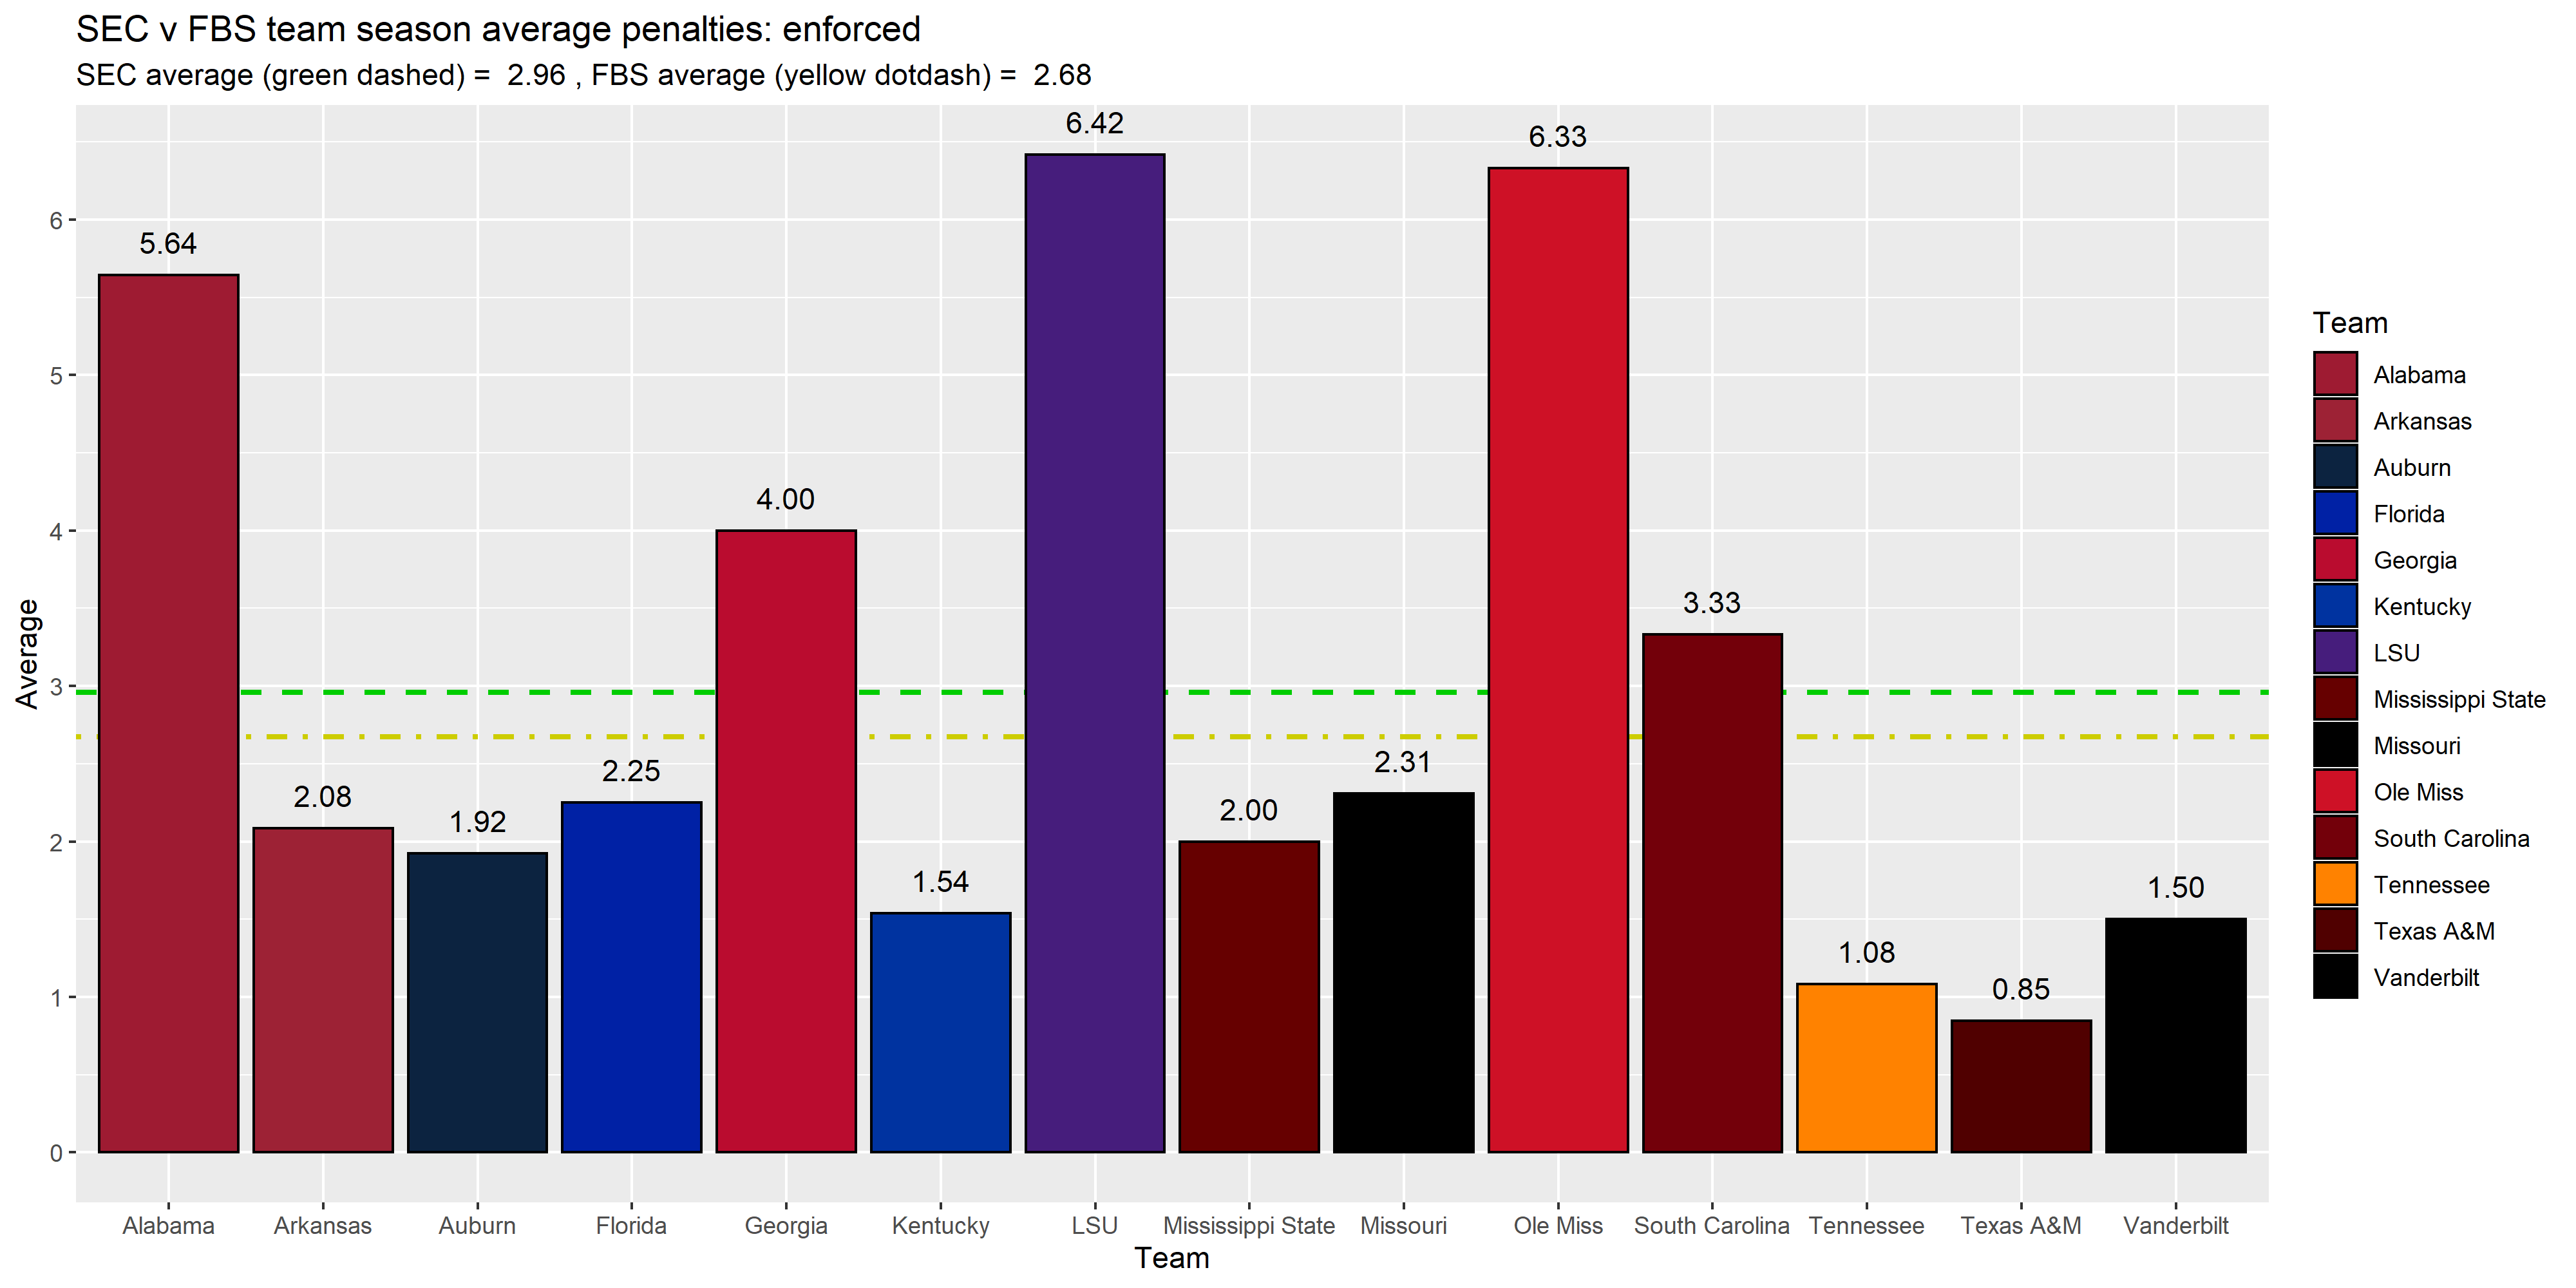 SEC v FBS team season average penalties: enforced
SEC average (green dashed) =  2.96 , FBS average (yellow dotdash) =  2.68
6.42
6.33
5.64
4.00
3.33
2.31
2.25
2.08
2.00
1.92
1.54
1.50
1.08
0.85
Average
6
5
4
3
2
1
0
Alabama Arkansas Auburn Florida Georgia Kentucky LSU Mississippi State Missouri Ole Miss South Carolina Tennessee Texas A&M Vanderbilt
Team
Team
Alabama
Arkansas
Auburn
Florida
Georgia
Kentucky
LSU
Mississippi State
Missouri
Ole Miss
South Carolina
Tennessee
Texas A&M
Vanderbilt